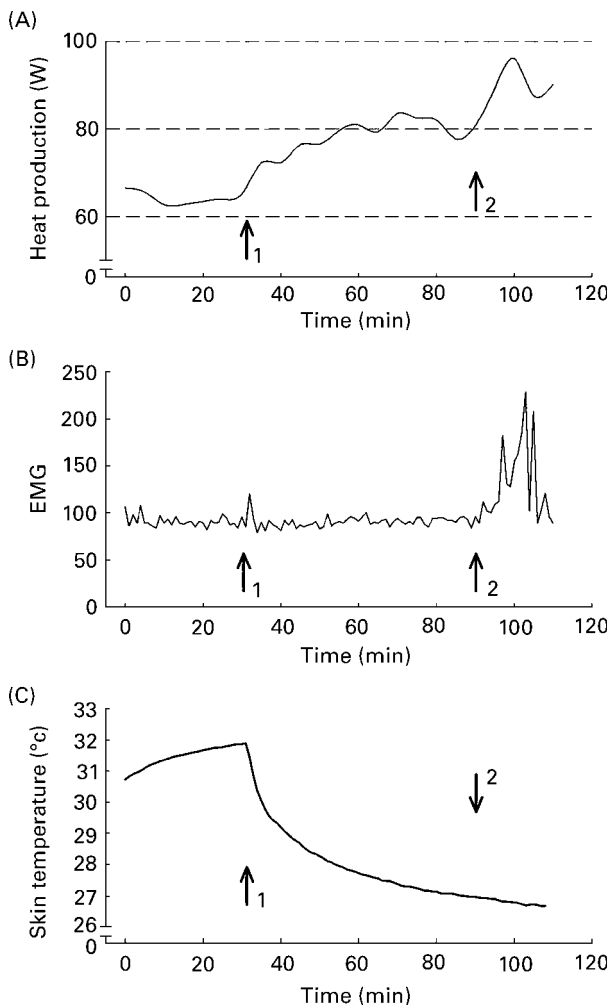 (A)
Heat production (W)
100
80
60
0
1
2
0 20 40 60 80 100 120
Time (min)
(B)
EMG
250
200
150
100
50
0
1
2
0 20 40 60 80 100 120
Time (min)
(C)
Skin temperature (°c)
33
32
31
30
29
28
27
26
0
2
1
0 20 40 60 80 100 120
Time (min)